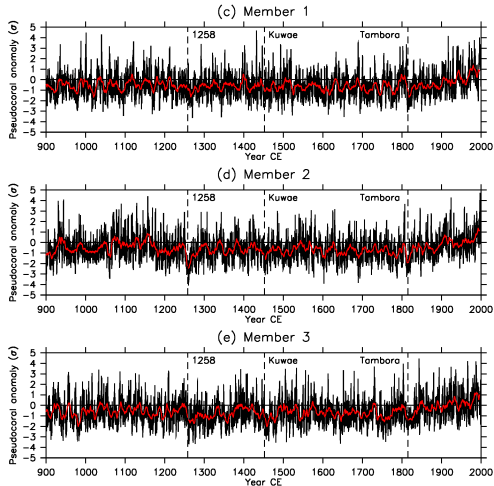 (c) Member 1
Pseudocoral anomaly (σ)
5
4
3
2
1
0
−1
−2
−3
−4
−5
1258 Kuwae Tambora
900 1000 1100 1200 1300 1400 1500 1600 1700 1800 1900 2000
Year CE
(d) Member 2
Pseudocoral anomaly (σ)
5
4
3
2
1
0
−1
−2
−3
−4
−5
1258 Kuwae Tambora
900 1000 1100 1200 1300 1400 1500 1600 1700 1800 1900 2000
Year CE
(e) Member 3
Pseudocoral anomaly (σ)
5
4
3
2
1
0
−1
−2
−3
−4
−5
1258 Kuwae Tambora
900 1000 1100 1200 1300 1400 1500 1600 1700 1800 1900 2000
Year CE